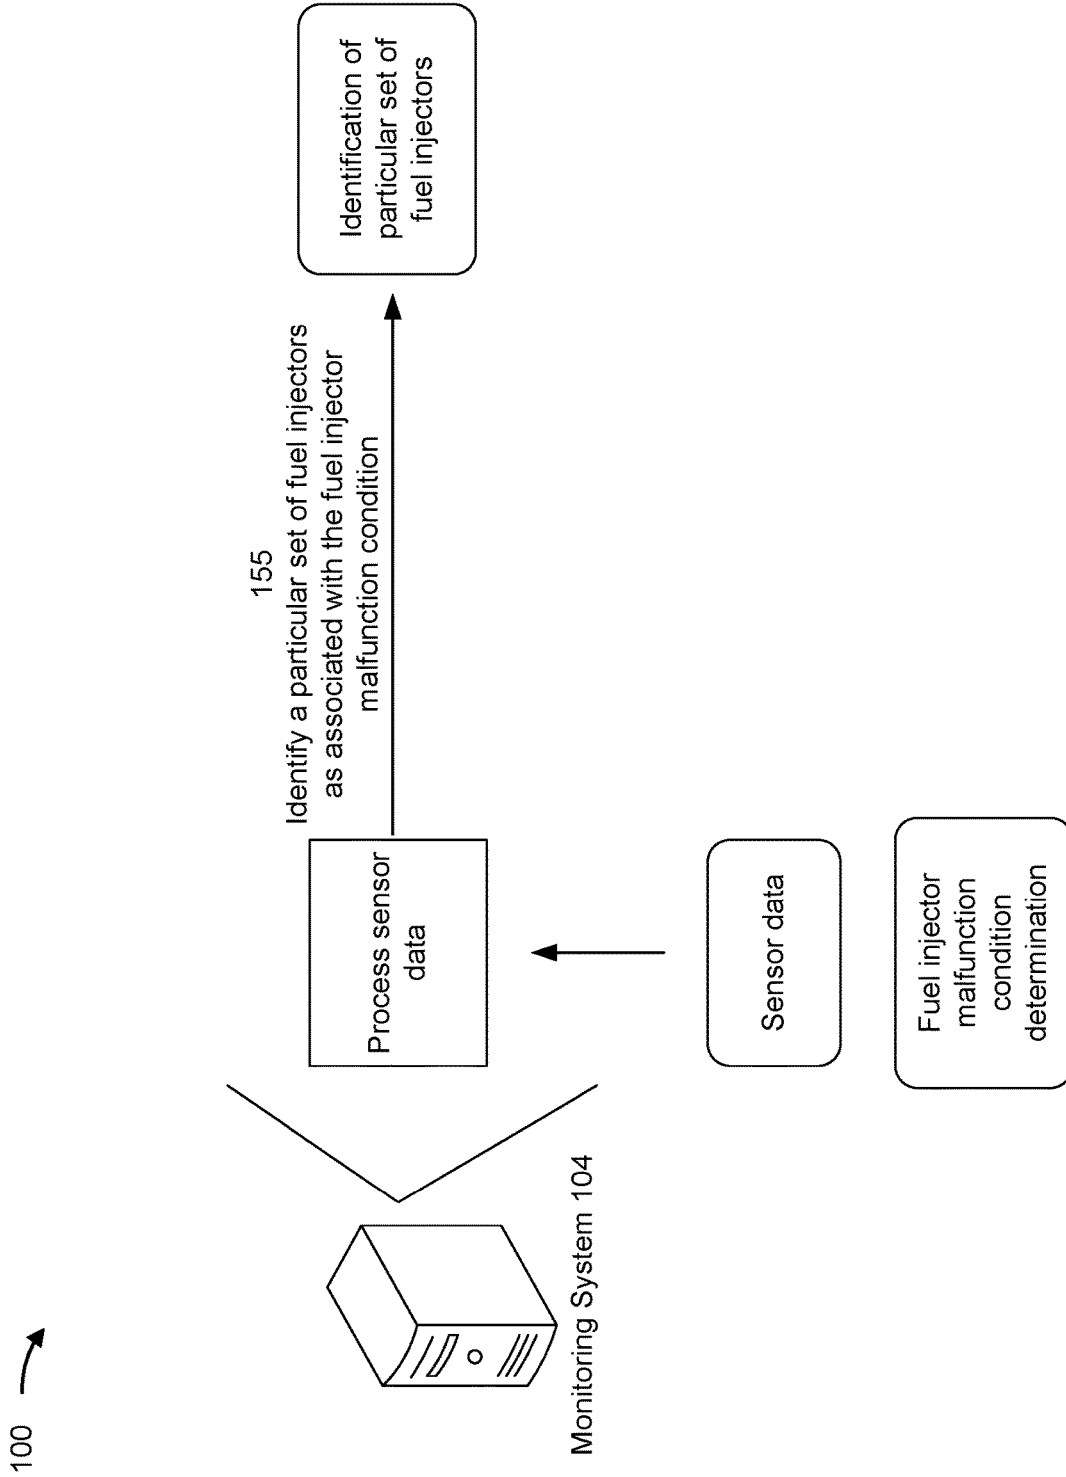 100
155
Identify a particular set of fuel injectors
as associated with the fuel injector
malfunction condition
Monitoring System 104
Process sensor
data
Identification of
particular set of
fuel injectors
Sensor data
Fuel injector
malfunction
condition
determination